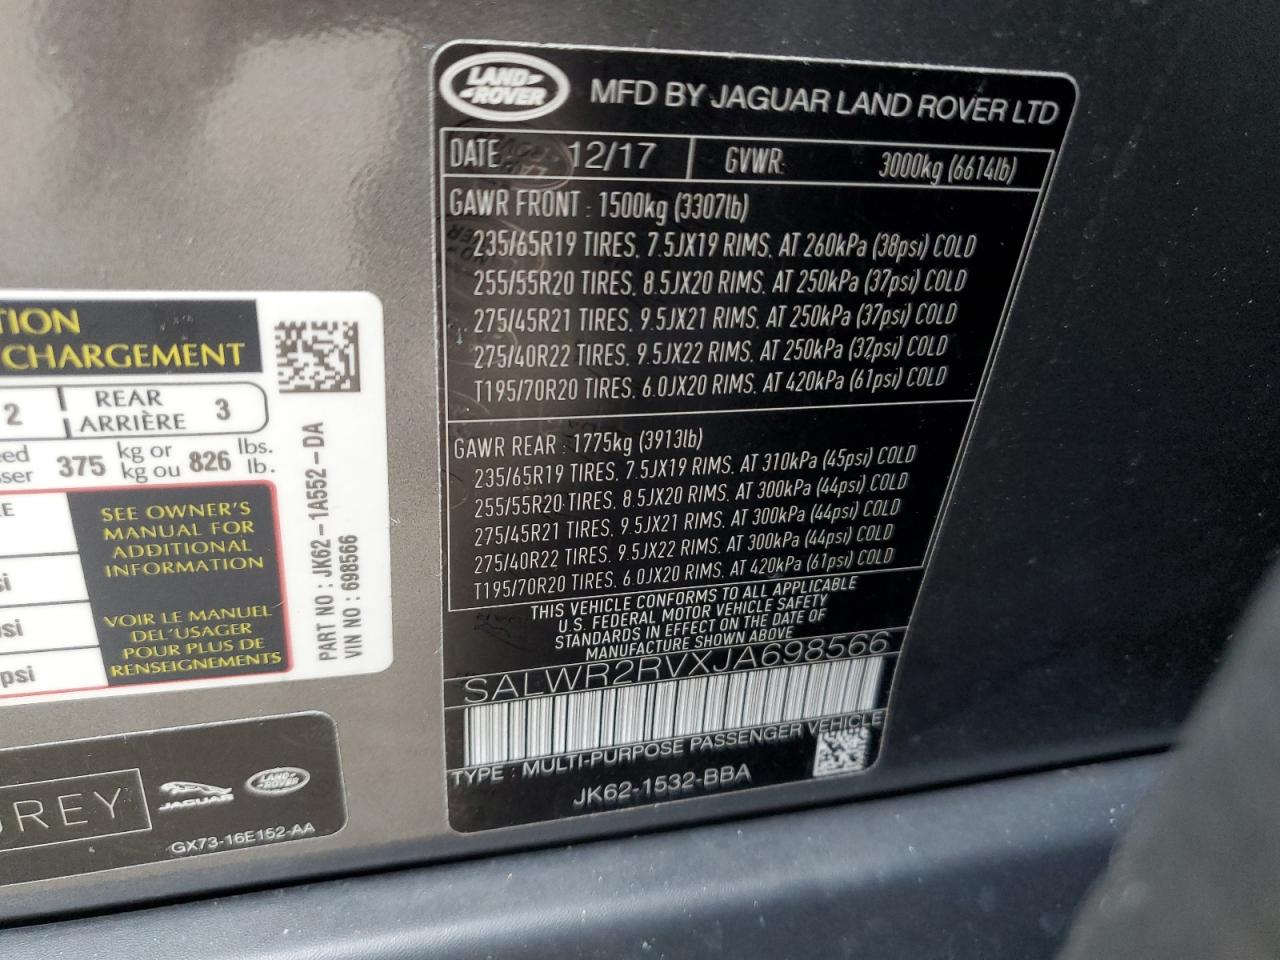 LAND
ROVER
MFD BY JAGUAR LAND ROVER LTD
DATE 12/17 GVWR: 3000kg (6614lb)
GAWR FRONT : 1500kg (3307lb)
235/65R19 TIRES, 7.5JX19 RIMS, AT 260kPa (38psi) COLD
255/55R20 TIRES, 8.5JX20 RIMS, AT 250kPa (37psi) COLD
275/45R21 TIRES, 9.5JX21 RIMS, AT 250kPa (37psi) COLD
275/40R22 TIRES, 9.5JX22 RIMS, AT 250kPa (37psi) COLD
T195/70R20 TIRES, 6.0JX20 RIMS, AT 420kPa (61psi) COLD
GAWR REAR : 1775kg (3913lb)
235/65R19 TIRES, 7.5JX19 RIMS, AT 310kPa (45psi) COLD
255/55R20 TIRES, 8.5JX20 RIMS, AT 300kPa (44psi) COLD
275/45R21 TIRES, 9.5JX21 RIMS, AT 300kPa (44psi) COLD
275/40R22 TIRES, 9.5JX22 RIMS, AT 300kPa (44psi) COLD
T195/70R20 TIRES, 6.0JX20 RIMS, AT 420kPa (61psi) COLD
THIS VEHICLE CONFORMS TO ALL APPLICABLE
U.S. FEDERAL MOTOR VEHICLE SAFETY
STANDARDS IN EFFECT ON THE DATE OF
MANUFACTURE SHOWN ABOVE
SALWR2RVXJA698566
TYPE : MULTI-PURPOSE PASSENGER VEHICLE
JK62-1532-BBA
TION
CHARGEMENT
2 REAR
ARRIÈRE 3
eed
sser 375 kg or
kg ou 826 lbs.
lb.
SEE OWNER'S
MANUAL FOR
ADDITIONAL
INFORMATION
VOIR LE MANUEL
DEL'USAGER
POUR PLUS DE
RENSEIGNEMENTS
si
si
psi
PART NO : JK62-1A552-DA
VIN NO : 698566
REY
JAGUAR
LAND
ROVER
GX73-16E152-AA